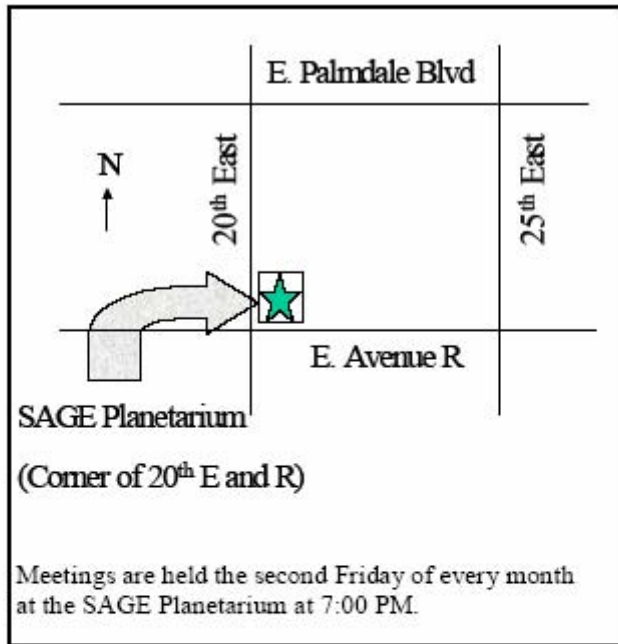 E. Palmdale Blvd
N
20th East
25th East
E. Avenue R
SAGE Planetarium
(Corner of 20th E and R)
Meetings are held the second Friday of every month
at the SAGE Planetarium at 7:00 PM.